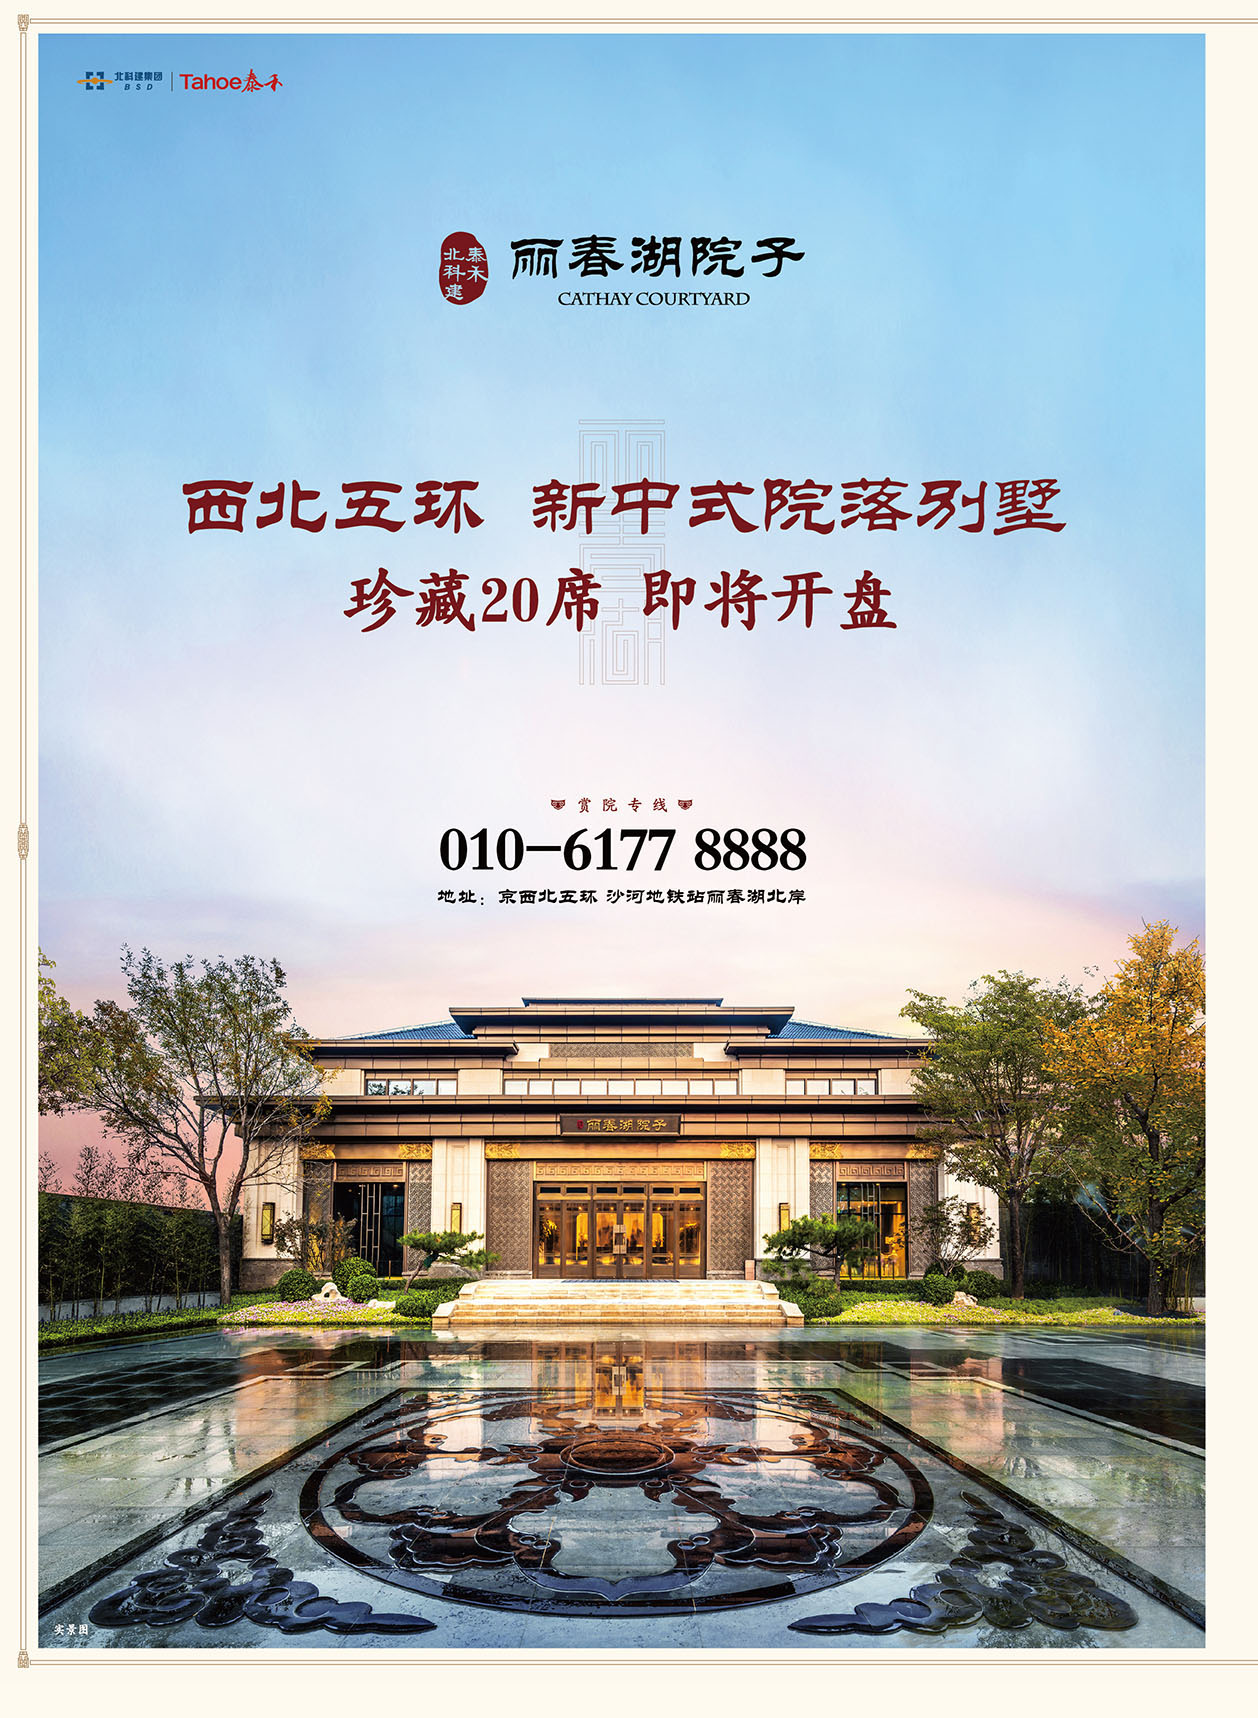 北科建集团 Tahoe泰禾
BSD
泰禾
北科建
丽春湖院子
CATHAY COURTYARD
西北五环 新中式院落别墅
珍藏20席 即将开盘
赏院专线
010-6177 8888
地址：京西北五环 沙河地铁站丽春湖北岸
丽春湖院子
实景图